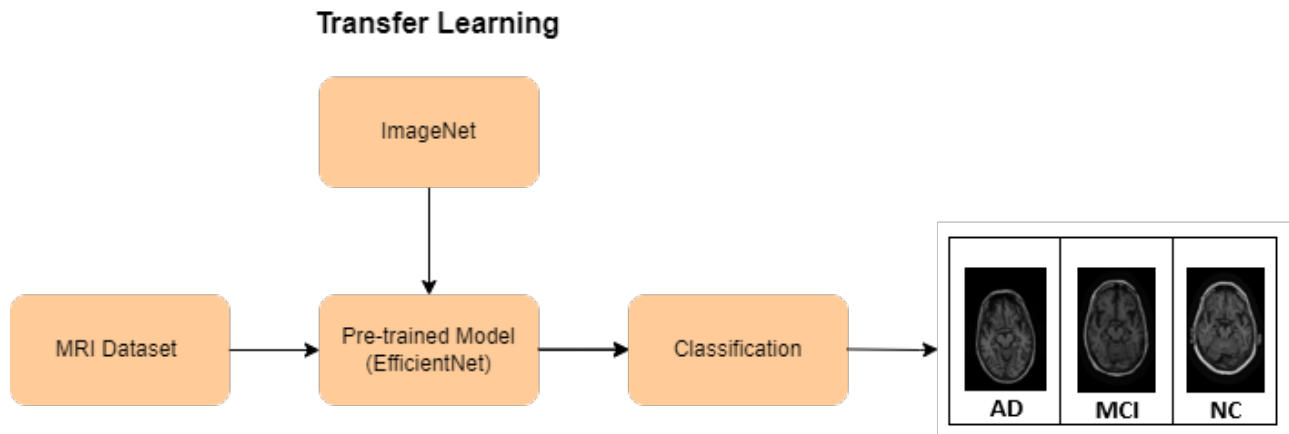 Transfer Learning
ImageNet
MRI Dataset
Pre-trained Model
(EfficientNet)
Classification
AD
MCI
NC